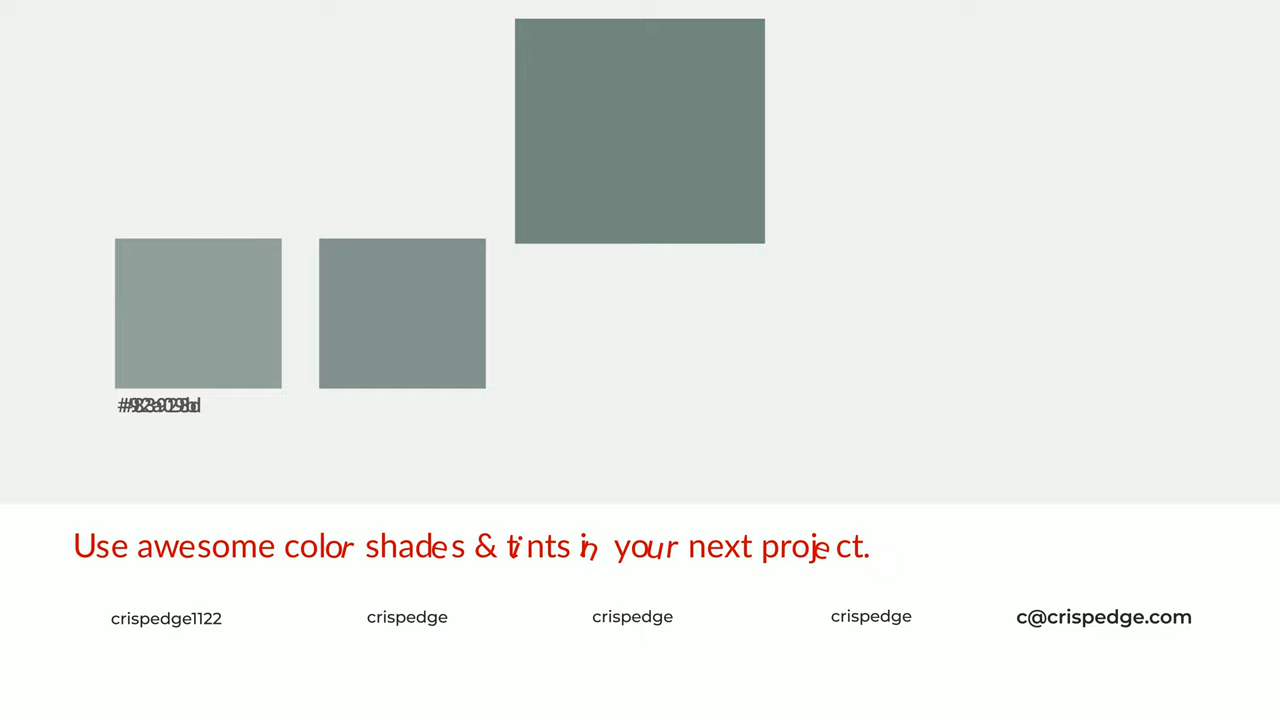 Use awesome color shades & tints in your next project.
crispedge1122 crispedge crispedge crispedge c@crispedge.com